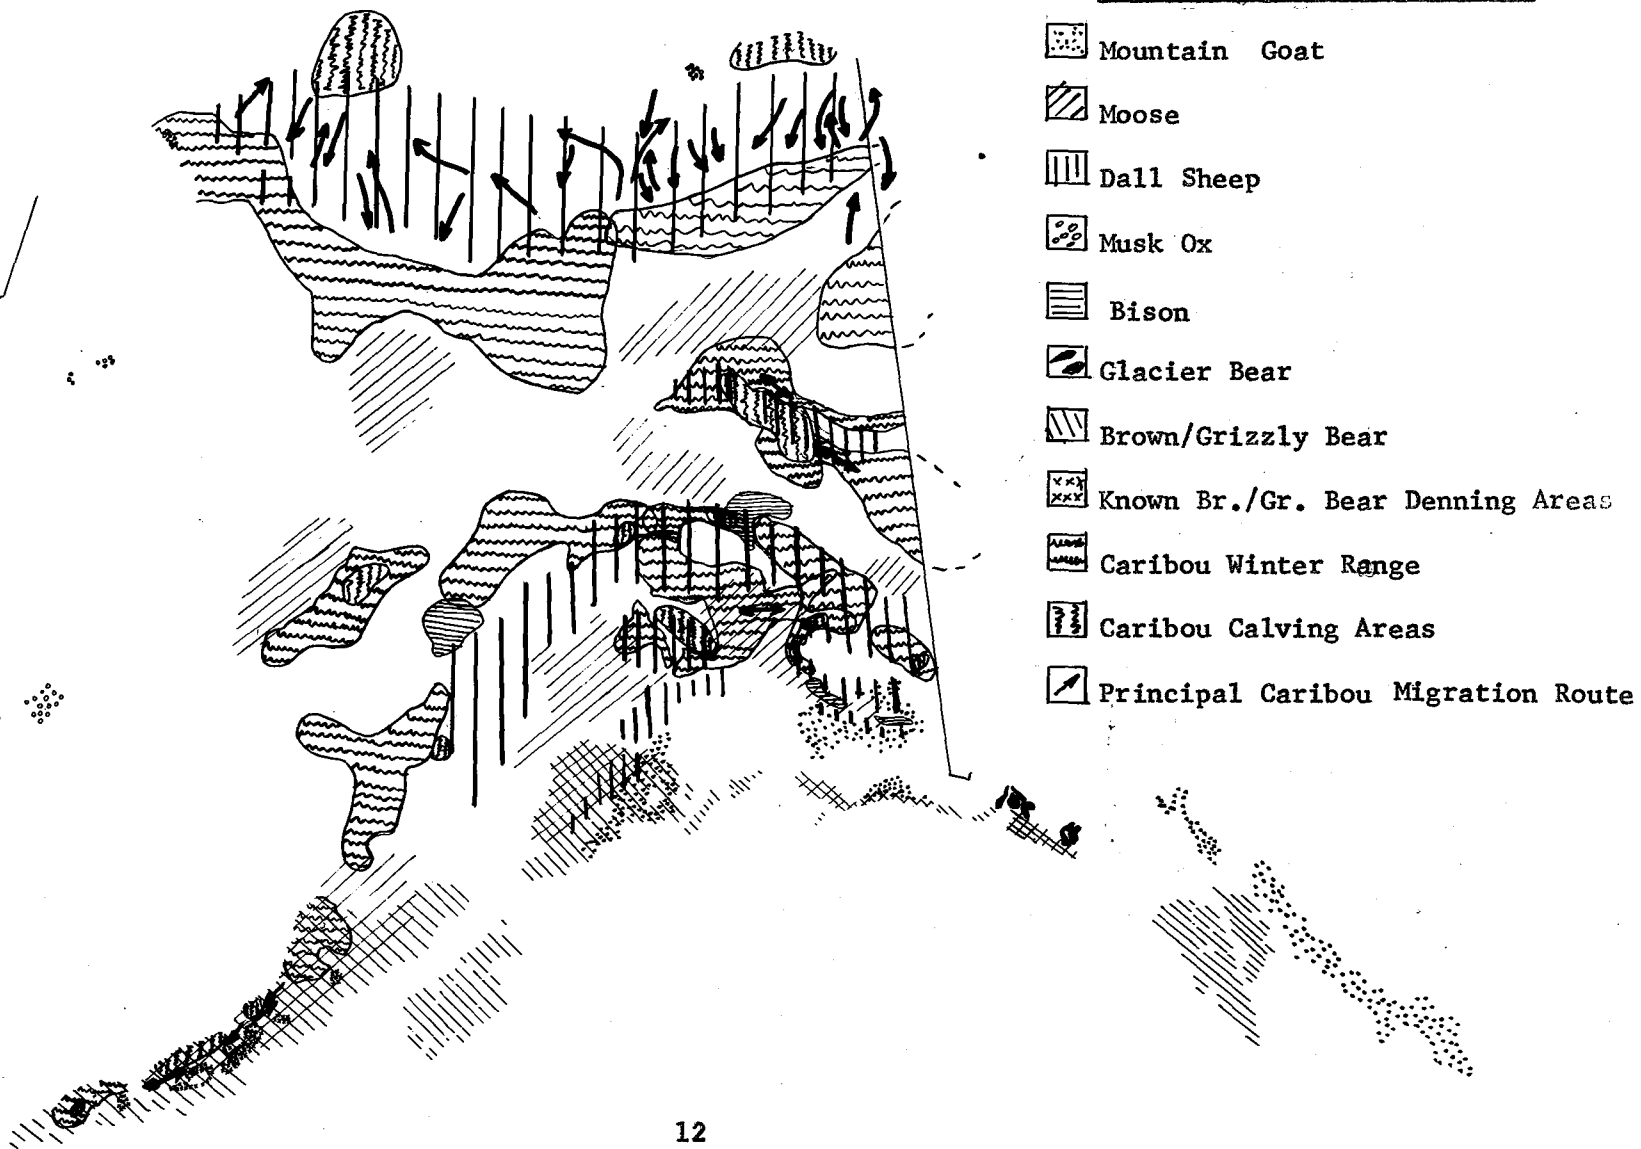 Mountain Goat
Moose
Dall Sheep
Musk Ox
Bison
Glacier Bear
Brown/Grizzly Bear
Known Br./Gr. Bear Denning Areas
Caribou Winter Range
Caribou Calving Areas
Principal Caribou Migration Route
12